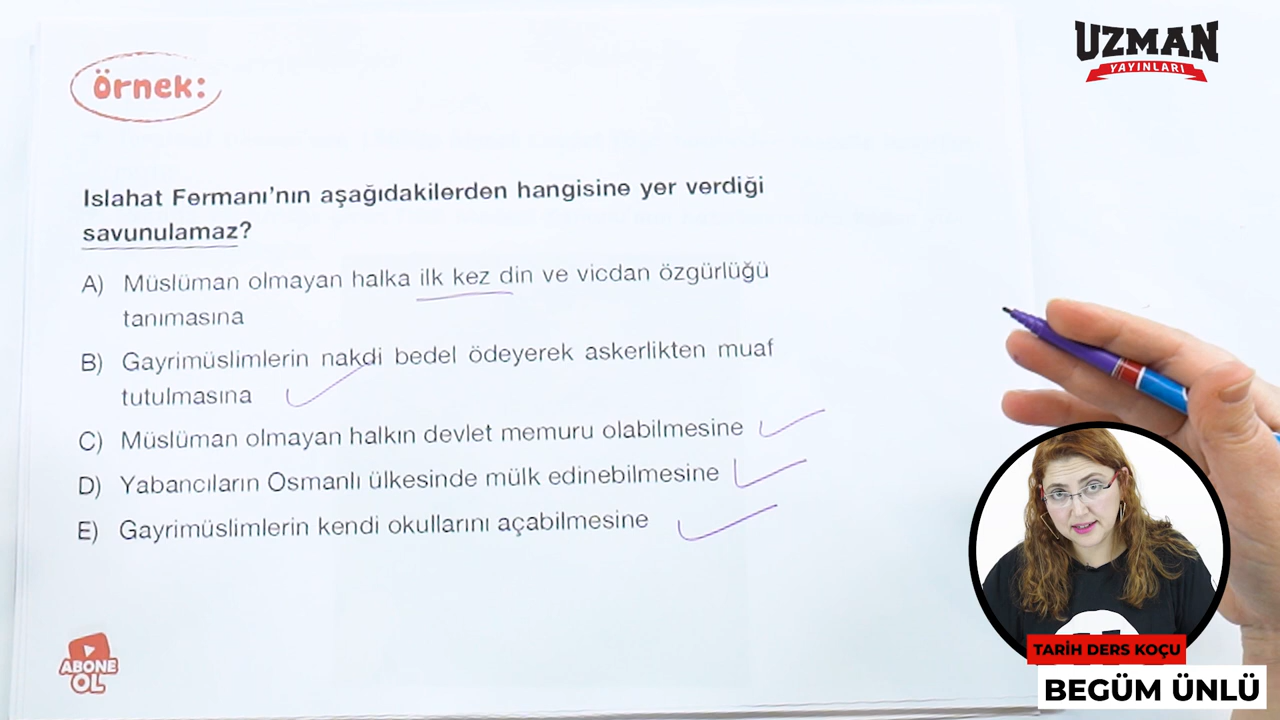 UZMAN
YAYINLARI
Örnek:
Islahat Fermanı'nın aşağıdakilerden hangisine yer verdiği
savunulamaz?
A) Müslüman olmayan halka ilk kez din ve vicdan özgürlüğü
tanımasına
B) Gayrimüslimlerin nakdi bedel ödeyerek askerlikten muaf
tutulmasına
C) Müslüman olmayan halkın devlet memuru olabilmesine
D) Yabancıların Osmanlı ülkesinde mülk edinebilmesine
E) Gayrimüslimlerin kendi okullarını açabilmesine
ABONE
OL
TARİH DERS KOÇU
BEGÜM ÜNLÜ